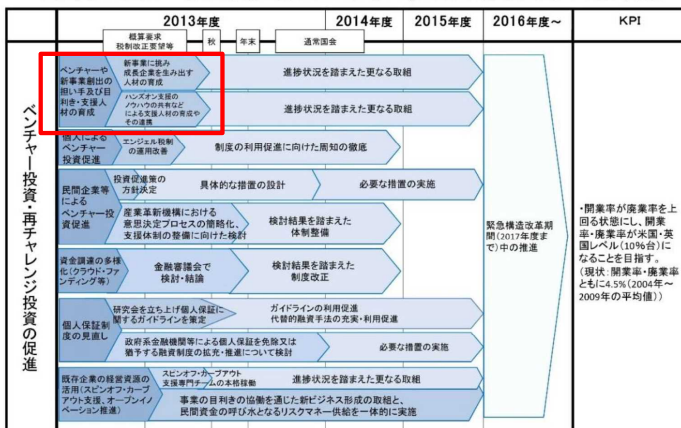 2013年度
2014年度
2015年度
2016年度～
KPI
概算要求
税制改正要望等
秋
年末
通常国会
ベンチャー投資・再チャレンジ投資の促進
ベンチャーや
新事業創出の
担い手及び目
利き・支援人
材の育成
新事業に挑み
成長企業を生み出す
人材の育成
進捗状況を踏まえた更なる取組
ハンズオン支援の
ノウハウの共有など
による支援人材の育成や
その連携
進捗状況を踏まえた更なる取組
個人による
ベンチャー
投資促進
エンジェル税制
の運用改善
制度の利用促進に向けた周知の徹底
民間企業等
による
ベンチャー投
資促進
投資促進策の
方針決定
具体的な措置の設計
必要な措置の実施
産業革新機構における
意思決定プロセスの簡略化、
支援体制の整備に向けた検討
検討結果を踏まえた
体制整備
資金調達の多様
化(クラウド・ファ
ンディング等)
金融審議会で
検討・結論
検討結果を踏まえた
制度改正
個人保証制
度の見直し
研究会を立ち上げ個人保証に
関するガイドラインを策定
ガイドラインの利用促進
代替的融資手法の充実・利用促進
政府系金融機関等による個人保証を免除又は
猶予する融資制度の拡充・推進について検討
必要な措置の実施
既存企業の経営資源の
活用(スピンオフ・カーブ
アウト支援、オープンイノ
ベーション推進)
スピンオフ・カーブアウト
支援専門チームの本格稼働
進捗状況を踏まえた更なる取組
事業の目利きの協働を通じた新ビジネス形成の取組と、
民間資金の呼び水となるリスクマネー供給を一体的に実施
緊急構造改革期
間(2017年度ま
で)中の推進
・開業率が廃業率を上
回る状態にし、開業
率・廃業率が米国・英
国レベル(10％台)に
なることを目指す。
(現状:開業率・廃業率
ともに4.5％(2004年～
2009年の平均値))